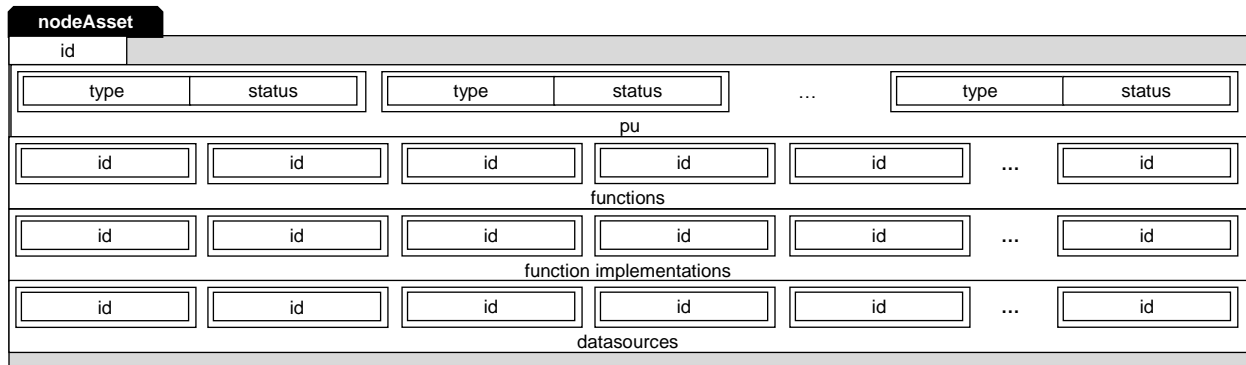 nodeAsset
id
type status type status … type status
pu
id id id id id ... id
functions
id id id id id ... id
function implementations
id id id id id ... id
datasources